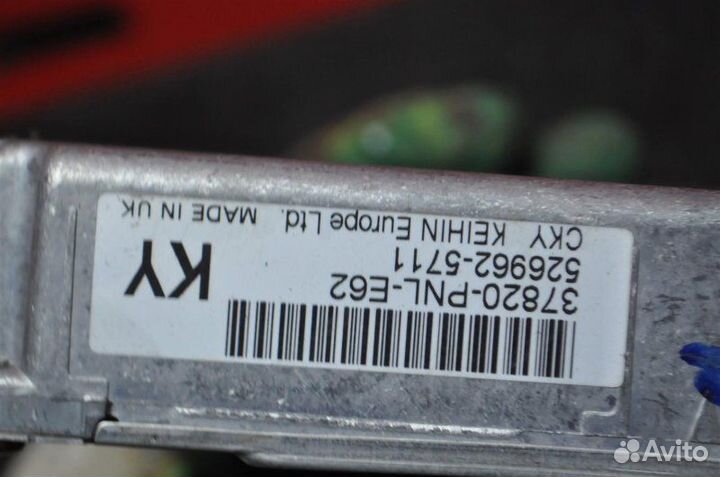 37820-PNL-E62
526962-5711
KY
CKY KEIHIN Europe Ltd. MADE IN UK
Avito